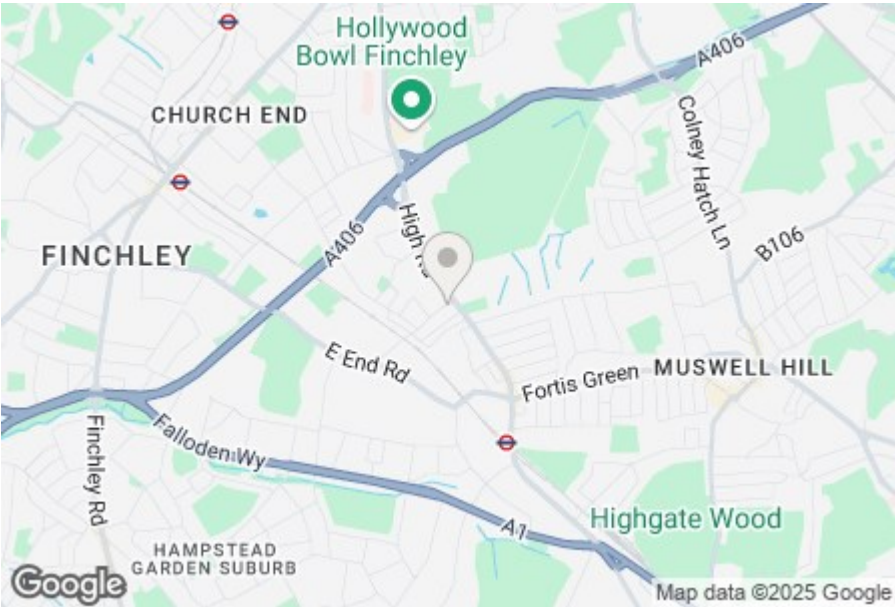 Hollywood
Bowl Finchley
A406
CHURCH END
Colney Hatch Ln
High Rd
A406
B106
FINCHLEY
E End Rd
Fortis Green
MUSWELL HILL
Finchley Rd
Falloden Wy
A1
Highgate Wood
HAMPSTEAD
GARDEN SUBURB
Google
Map data ©2025 Google